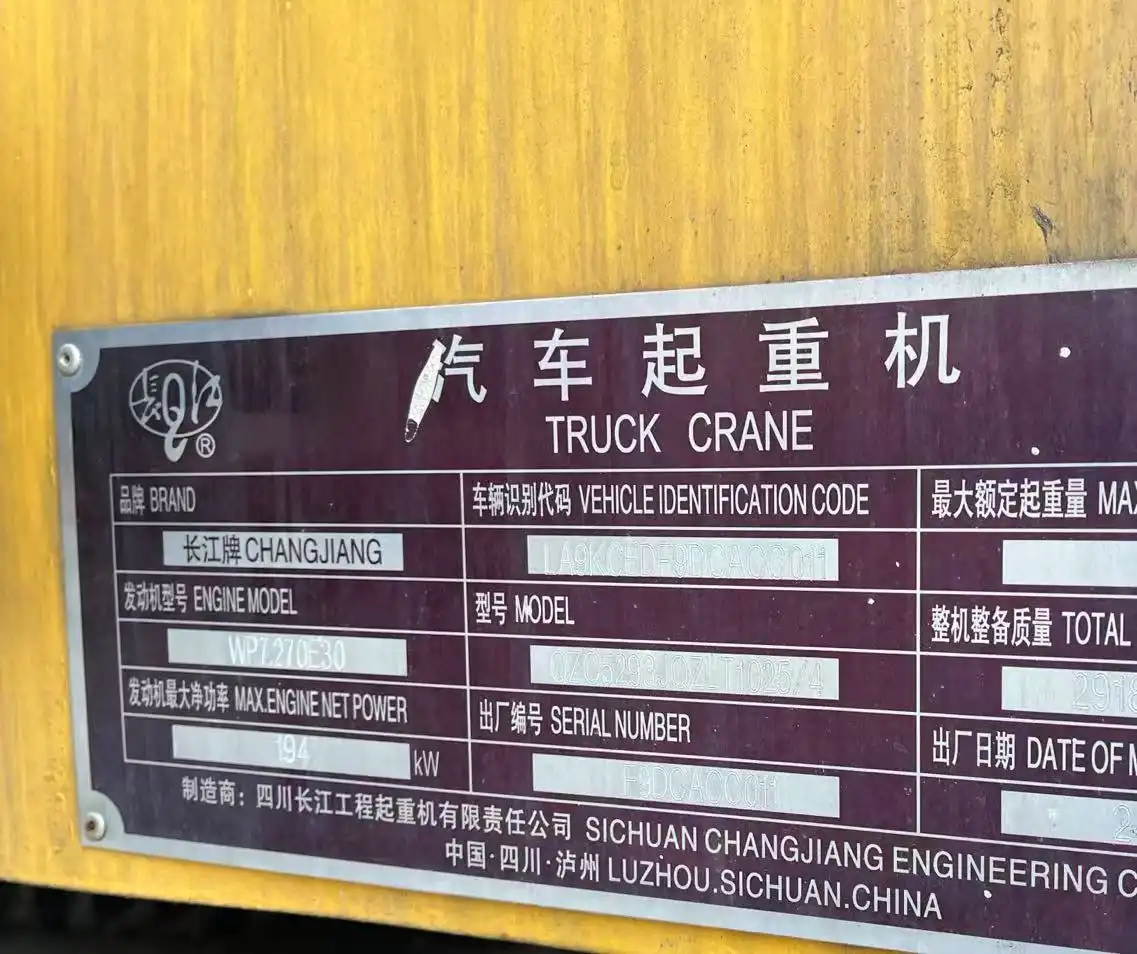 汽车起重机
TRUCK CRANE
长江 ®
品牌 BRAND
长江牌 CHANGJIANG
发动机型号 ENGINE MODEL
WP7.270E30
发动机最大净功率 MAX.ENGINE NET POWER
194 kW
车辆识别代码 VEHICLE IDENTIFICATION CODE
型号 MODEL
QZC5293JQZLT1025/4
出厂编号 SERIAL NUMBER
最大额定起重量
整机整备质量 TOTAL
2918
出厂日期 DATE OF
制造商：四川长江工程起重机有限责任公司 SICHUAN CHANGJIANG ENGINEERING
中国·四川·泸州 LUZHOU.SICHUAN.CHINA